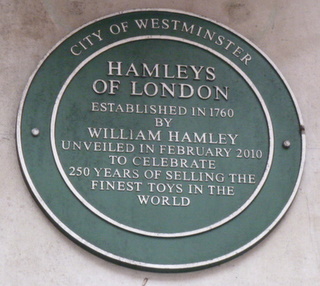 CITY OF WESTMINSTER
HAMLEYS
OF LONDON
ESTABLISHED IN 1760
BY
WILLIAM HAMLEY
UNVEILED IN FEBRUARY 2010
TO CELEBRATE
250 YEARS OF SELLING THE
FINEST TOYS IN THE
WORLD